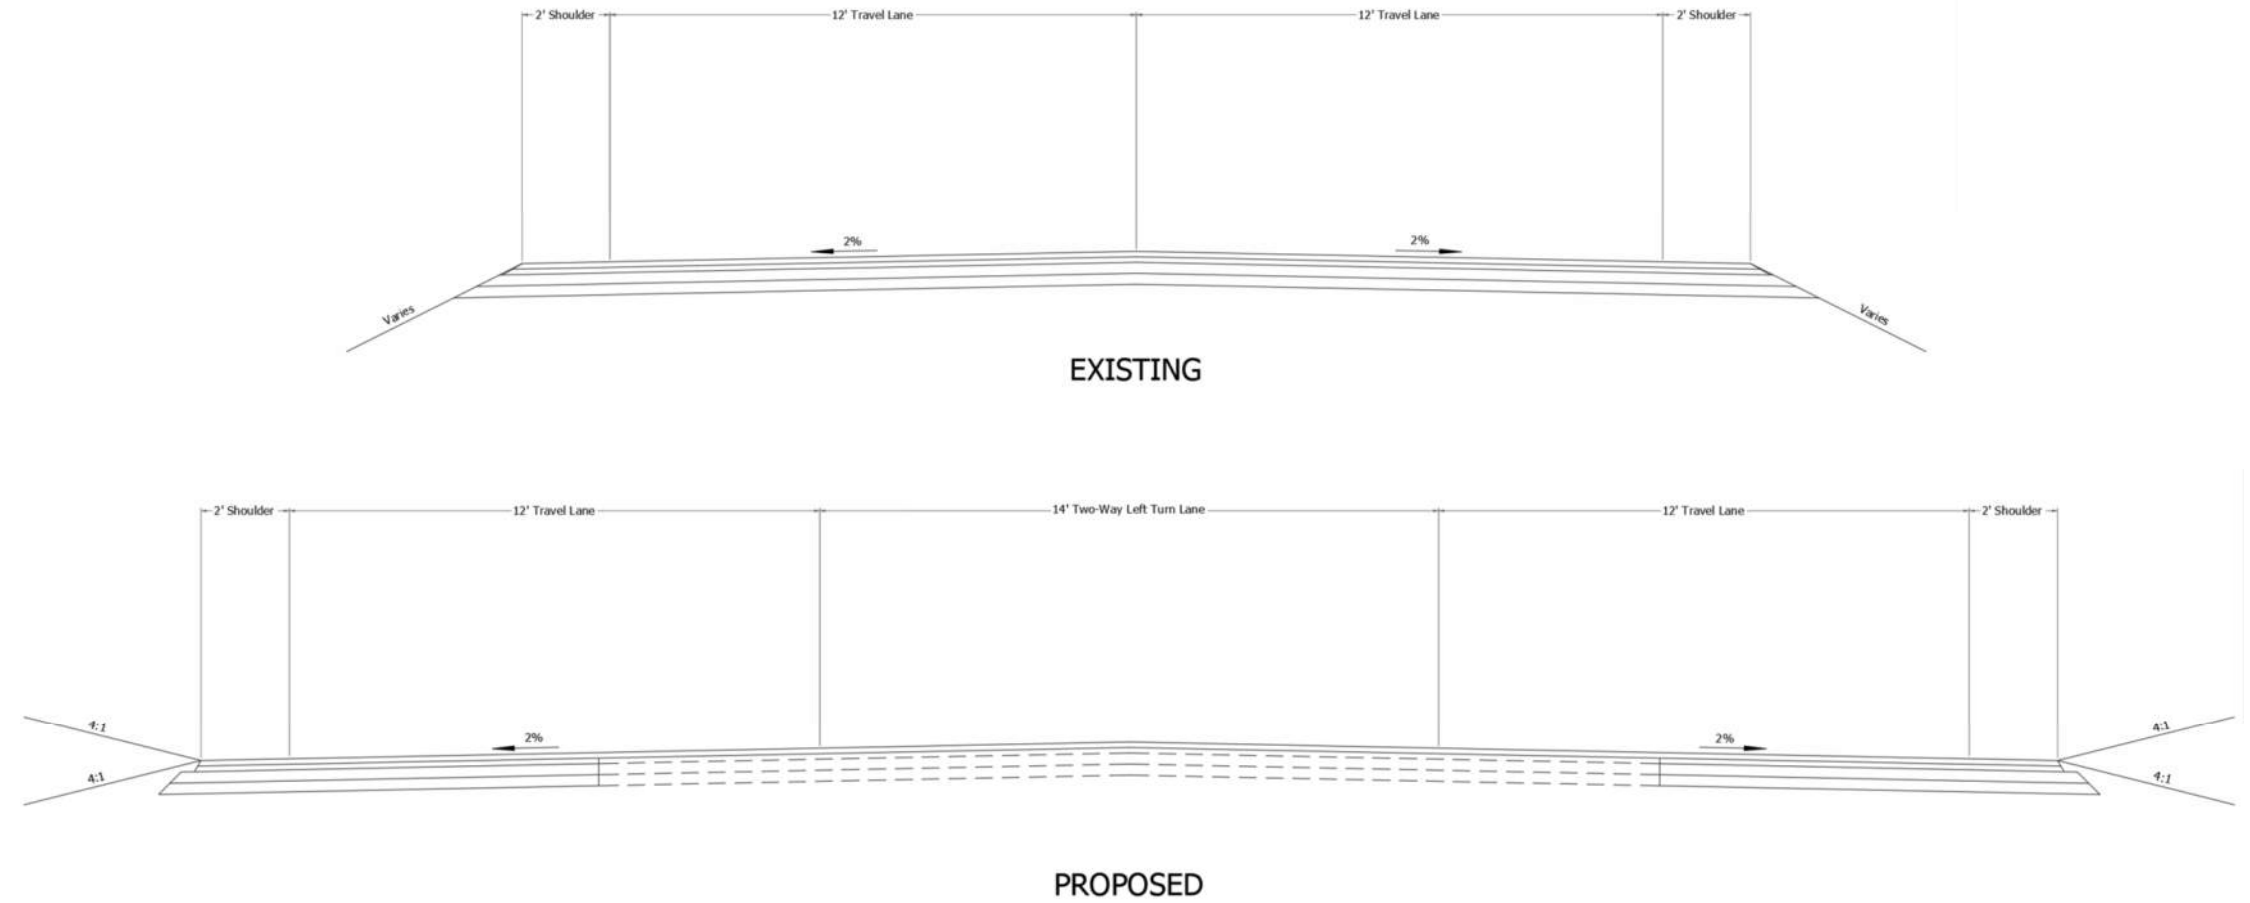 2' Shoulder
12' Travel Lane
12' Travel Lane
2' Shoulder
2%
2%
Varies
Varies
EXISTING
2' Shoulder
12' Travel Lane
14' Two-Way Left Turn Lane
12' Travel Lane
2' Shoulder
4:1
2%
2%
4:1
4:1
4:1
PROPOSED